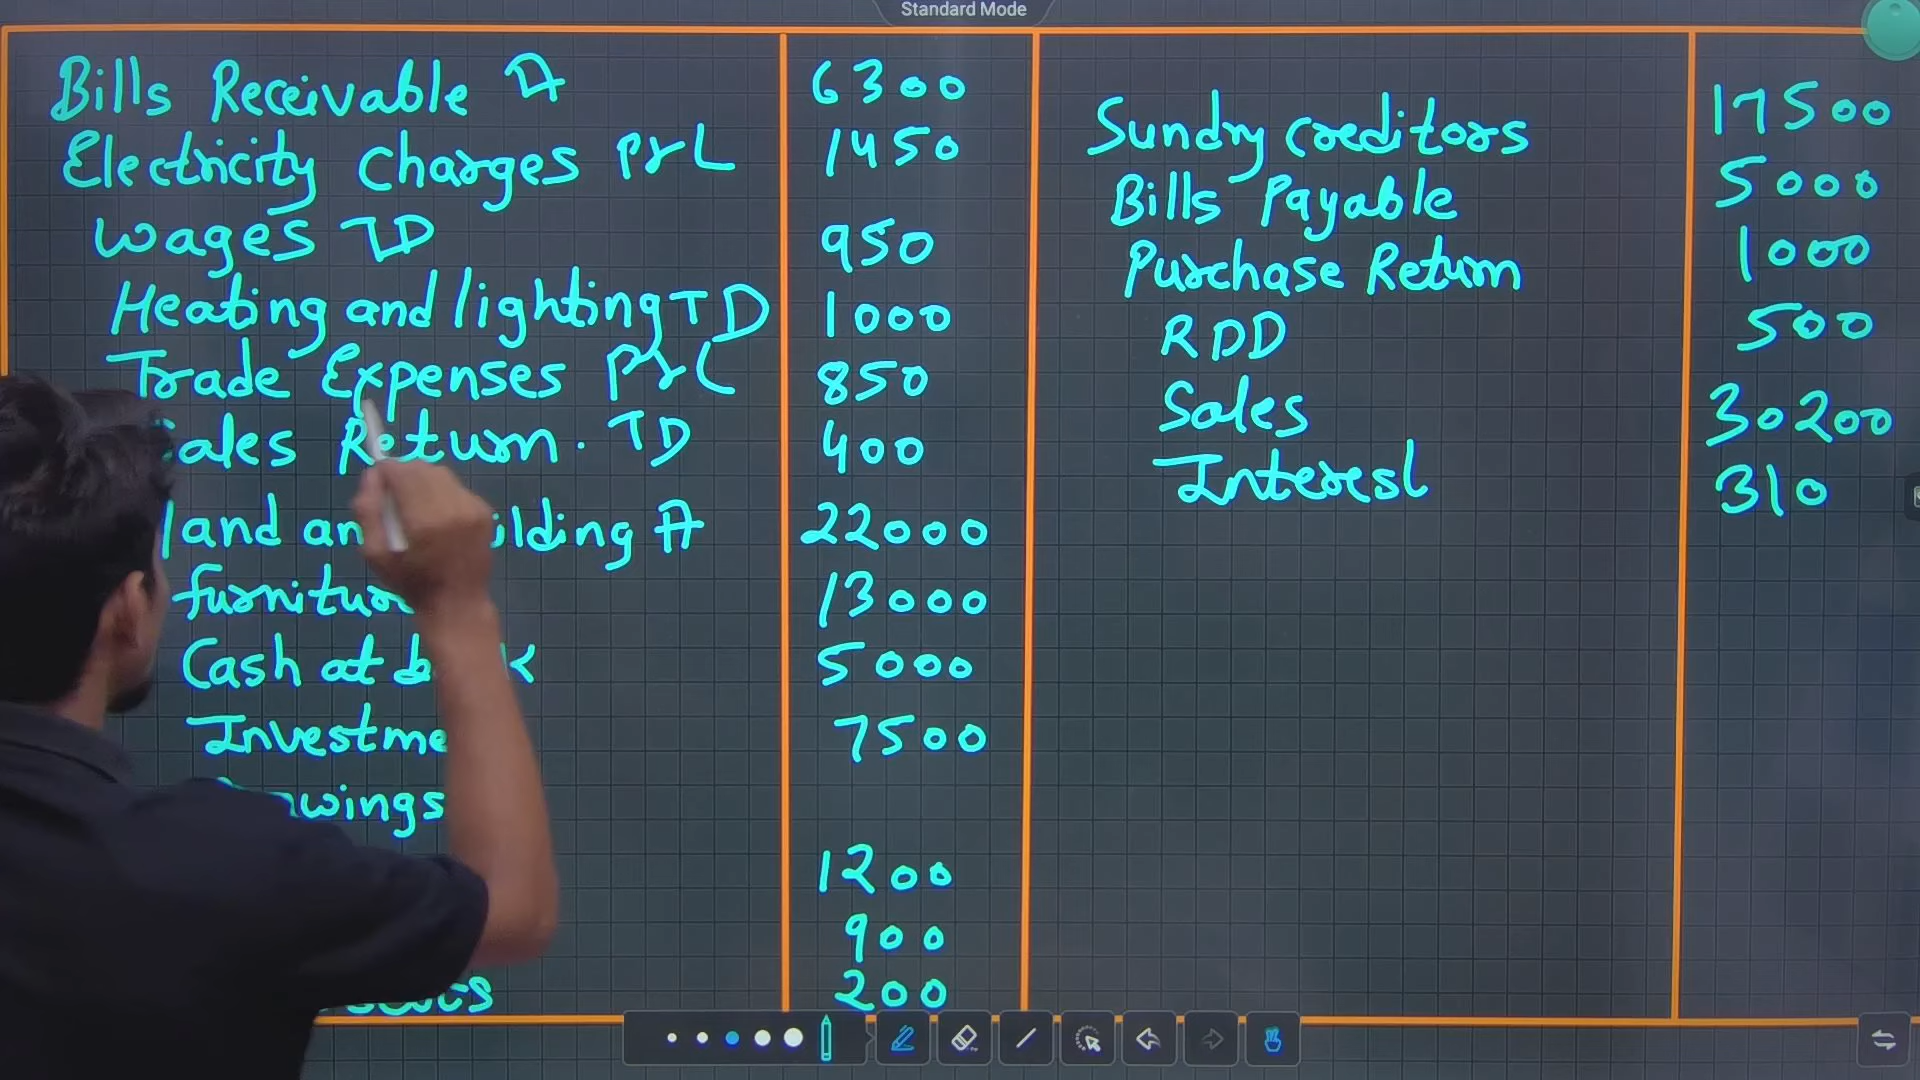 Standard Mode
Bills Receivable A 6300
Electricity Charges P&L 1450
Wages TD 950
Heating and lighting TD 1000
Trade Expenses P&L 850
Sales Return. TD 400
land an ilding A 22000
furnitur 13000
Cash at b k 5000
Investme 7500
wings
1200
900
200
Sundry Creditors 17500
Bills Payable 5000
Purchase Return 1000
RDD 500
Sales 30200
Interest 310